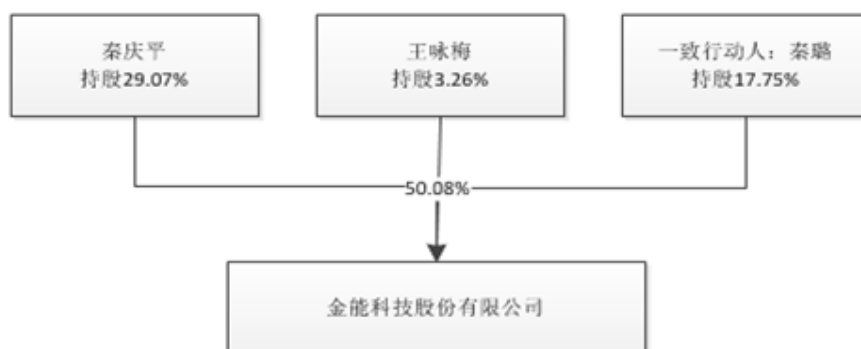 秦庆平
持股29.07%
王咏梅
持股3.26%
一致行动人：秦璐
持股17.75%
50.08%
金能科技股份有限公司